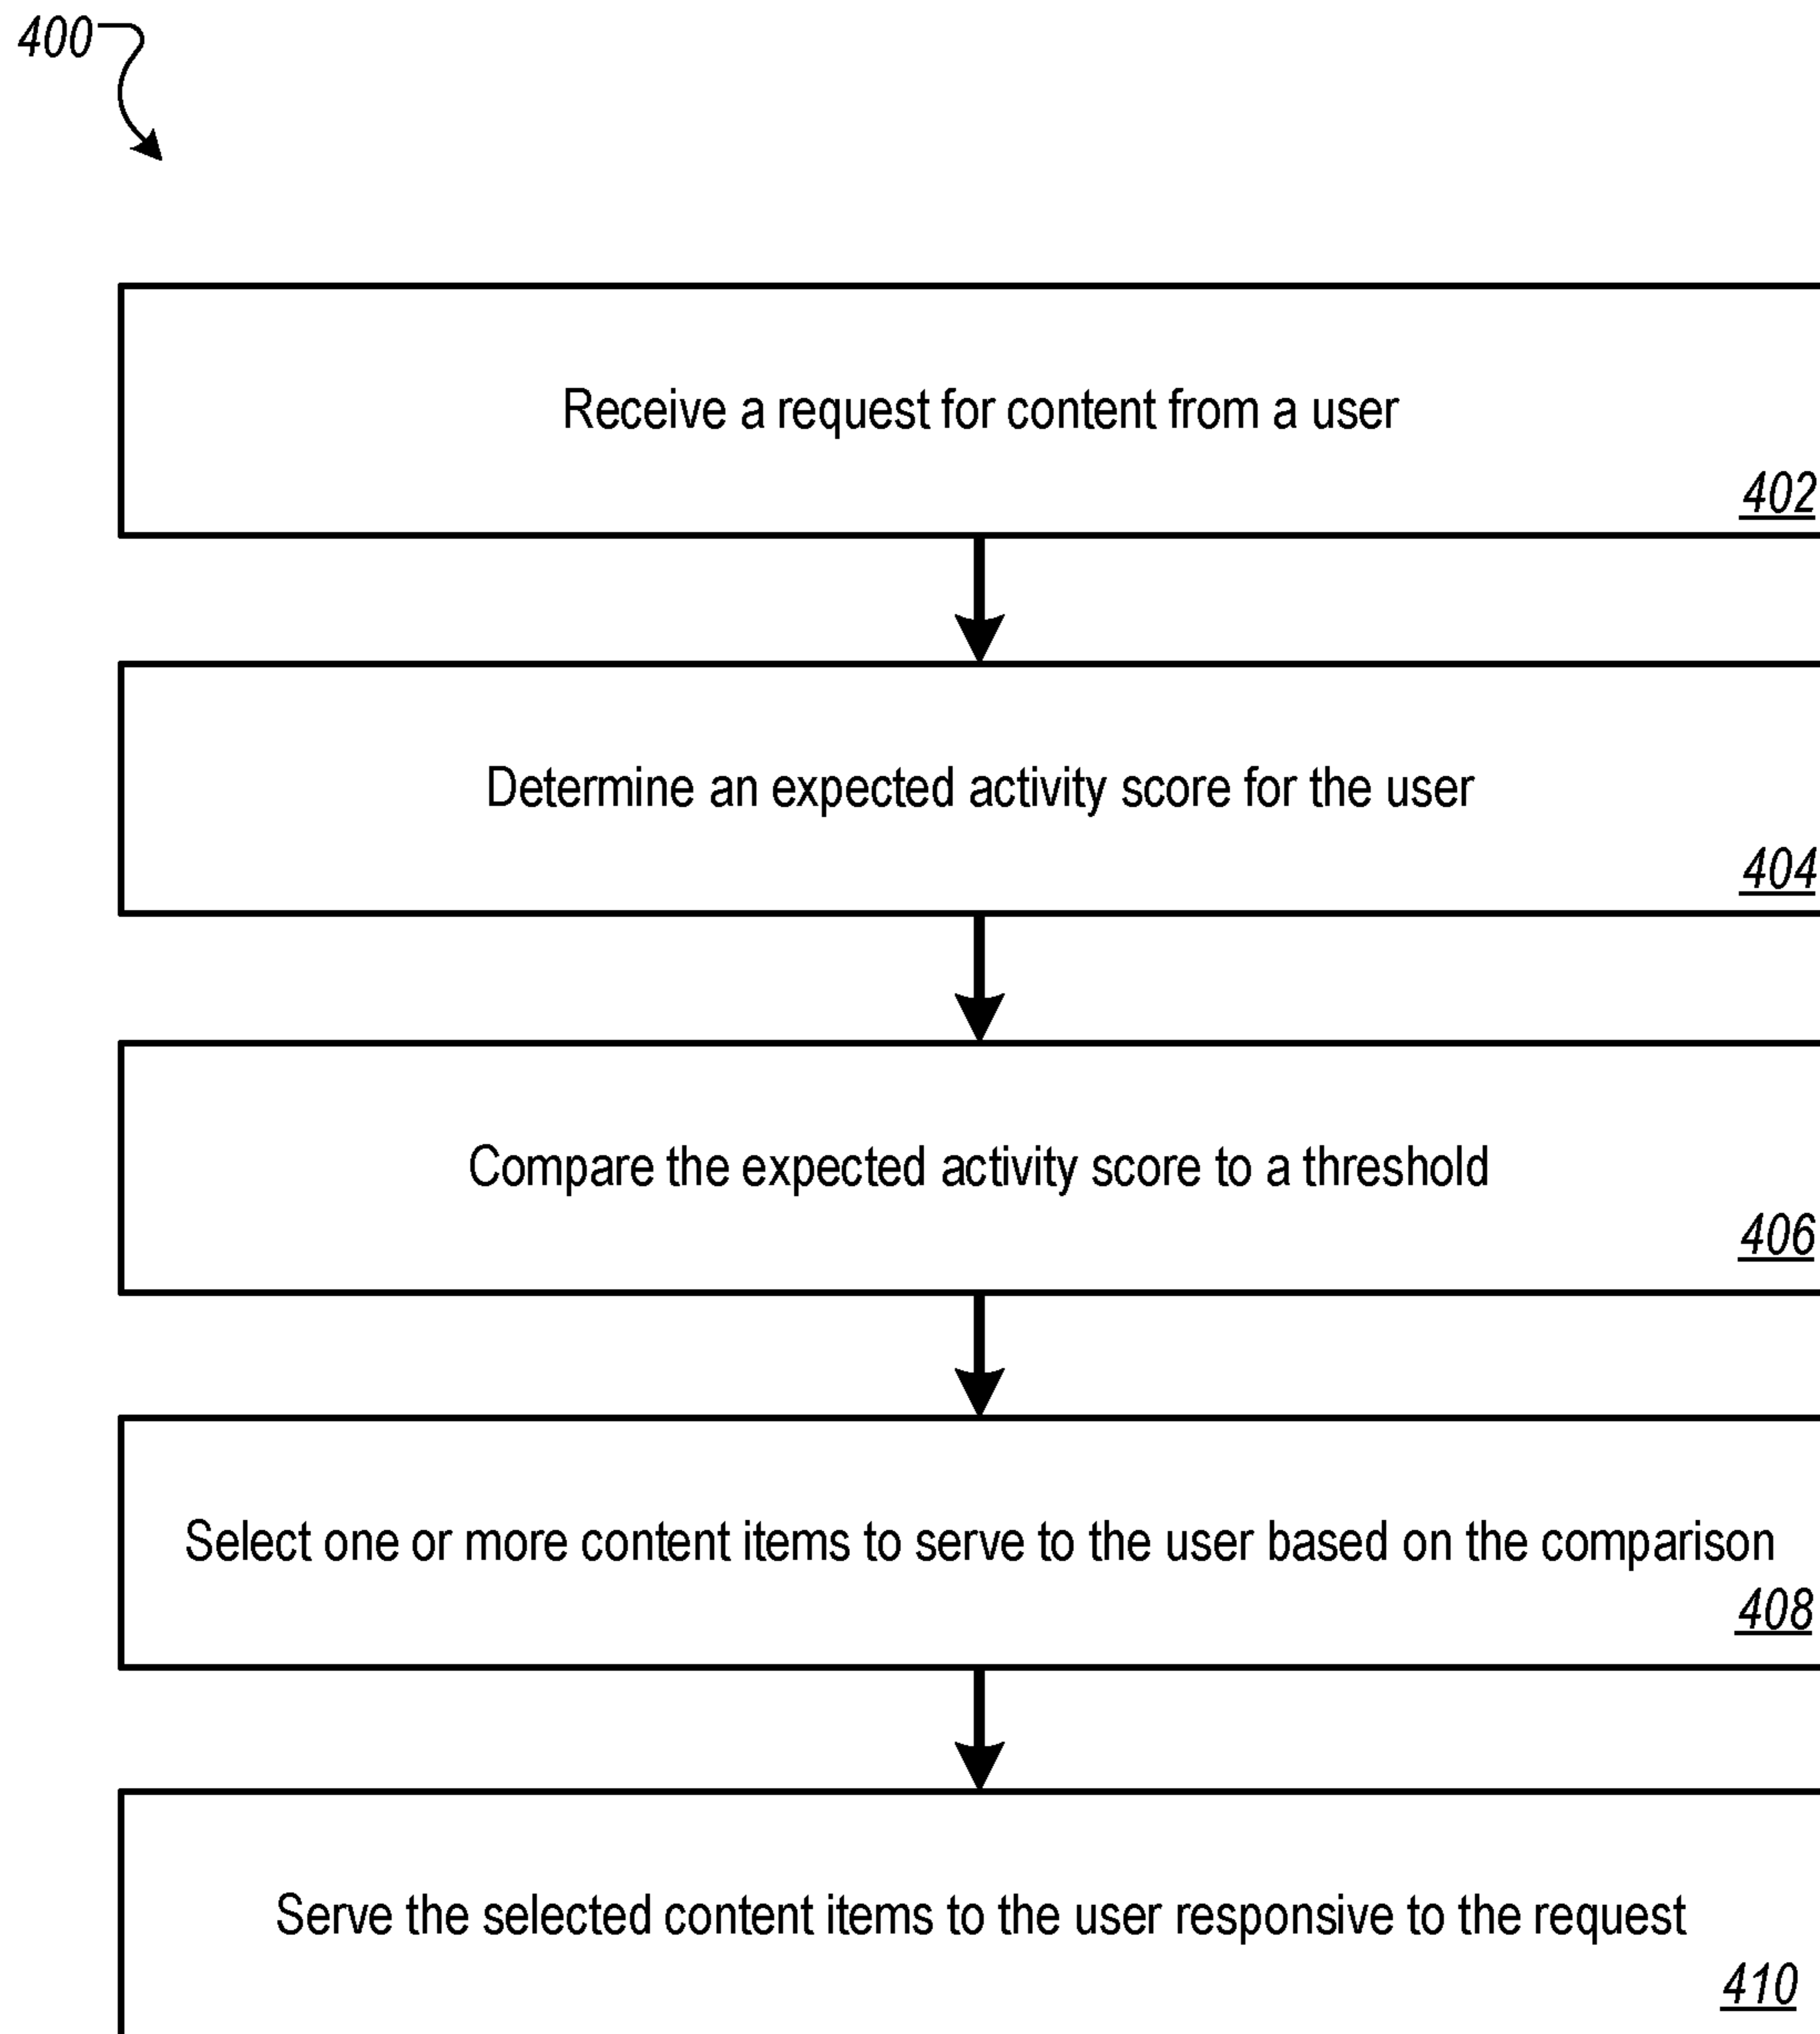 400
Receive a request for content from a user
402
Determine an expected activity score for the user
404
Compare the expected activity score to a threshold
406
Select one or more content items to serve to the user based on the comparison
408
Serve the selected content items to the user responsive to the request
410